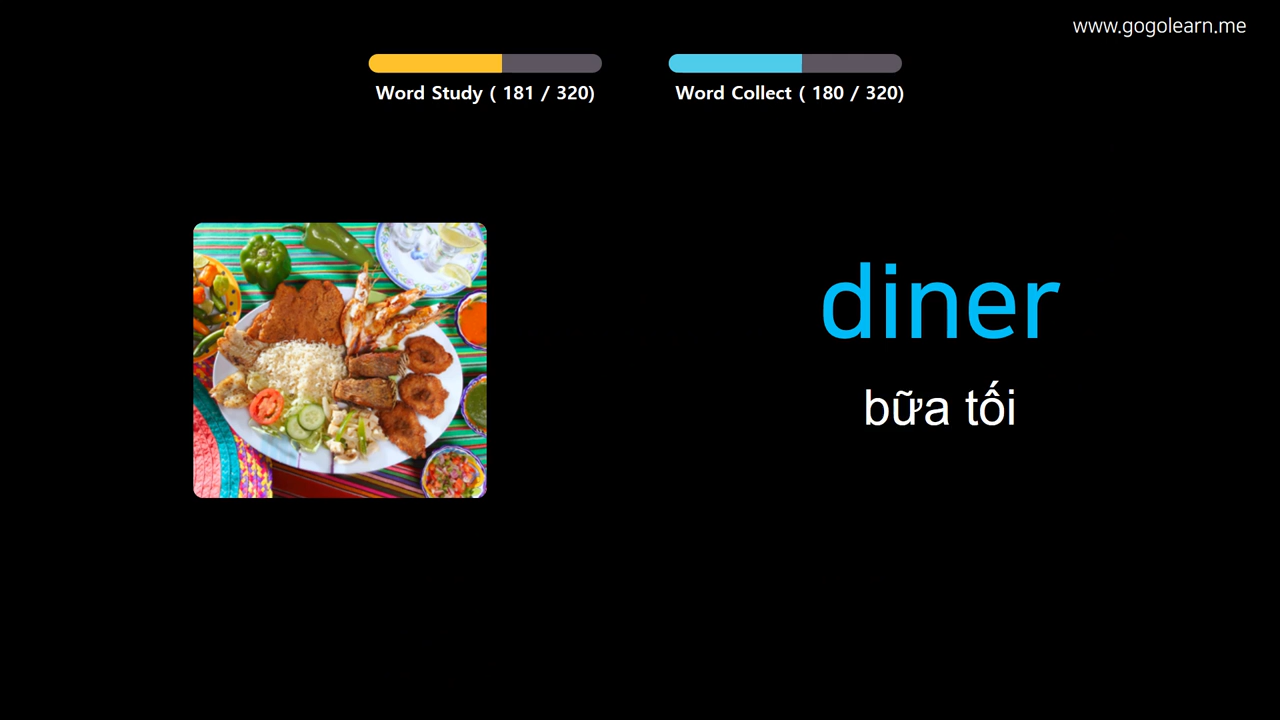 www.gogolearn.me
Word Study ( 181 / 320)
Word Collect ( 180 / 320)
diner
bữa tối